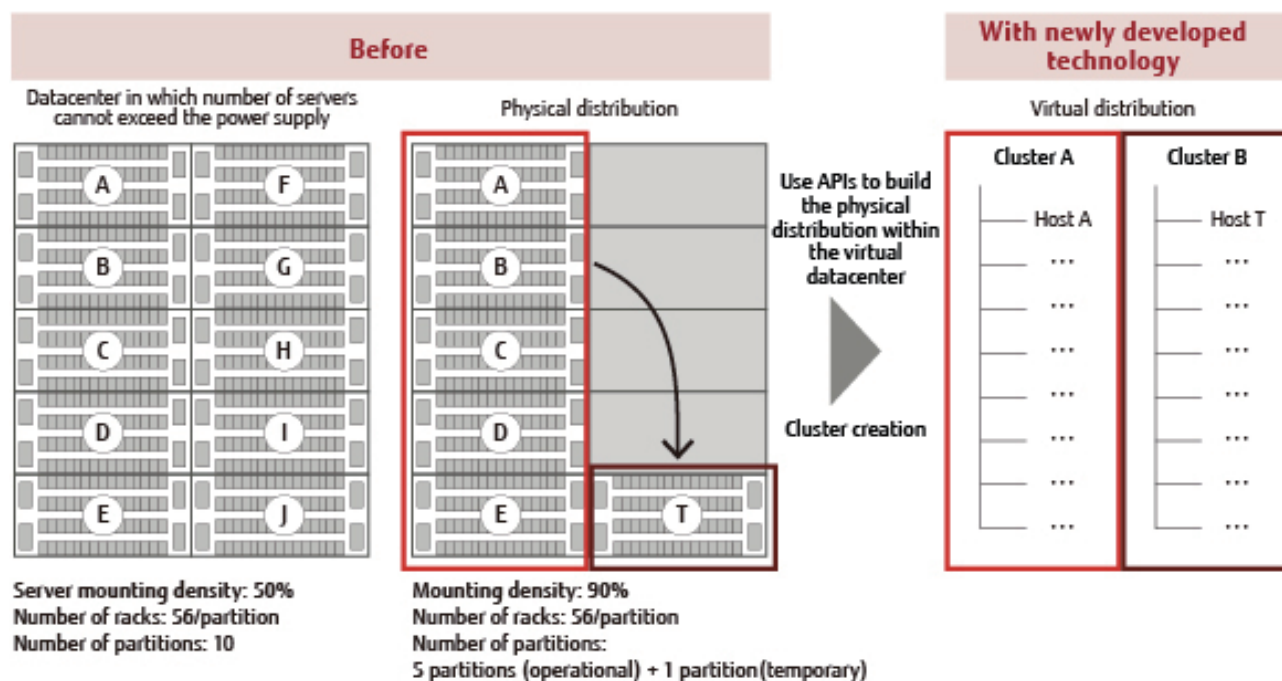 Before
With newly developed
technology
Datacenter in which number of servers
cannot exceed the power supply
Physical distribution
Virtual distribution
A
F
B
G
C
H
D
I
E
J
A
B
C
D
E
T
Use APIs to build
the physical
distribution within
the virtual
datacenter
Cluster creation
Cluster A
Host A
...
...
...
...
...
...
...
Cluster B
Host T
...
...
...
...
...
...
...
Server mounting density: 50%
Number of racks: 56/partition
Number of partitions: 10
Mounting density: 90%
Number of racks: 56/partition
Number of partitions:
5 partitions (operational) + 1 partition(temporary)